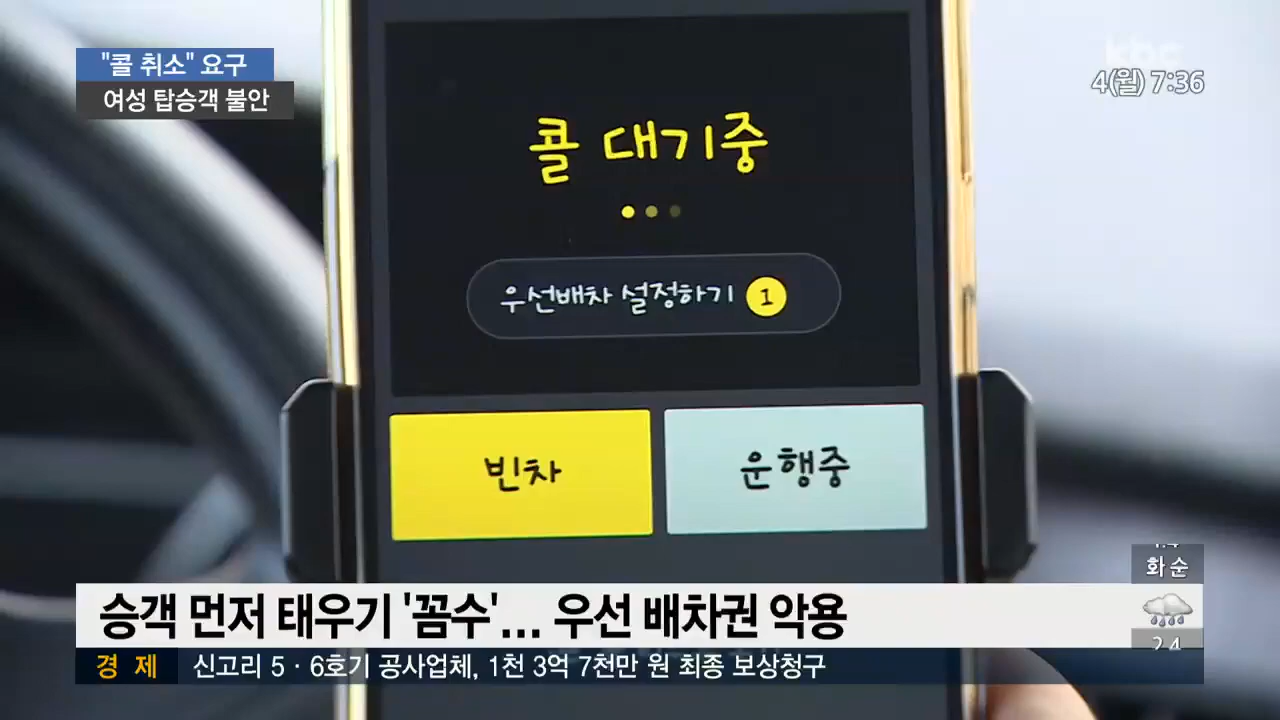 "콜 취소" 요구
여성 탑승객 불안
kbc
4(월) 7:36
콜 대기중
우선배차 설정하기 1
빈차
운행중
화순
24
승객 먼저 태우기 '꼼수'... 우선 배차권 악용
경제 신고리 5·6호기 공사업체, 1천 3억 7천만 원 최종 보상청구